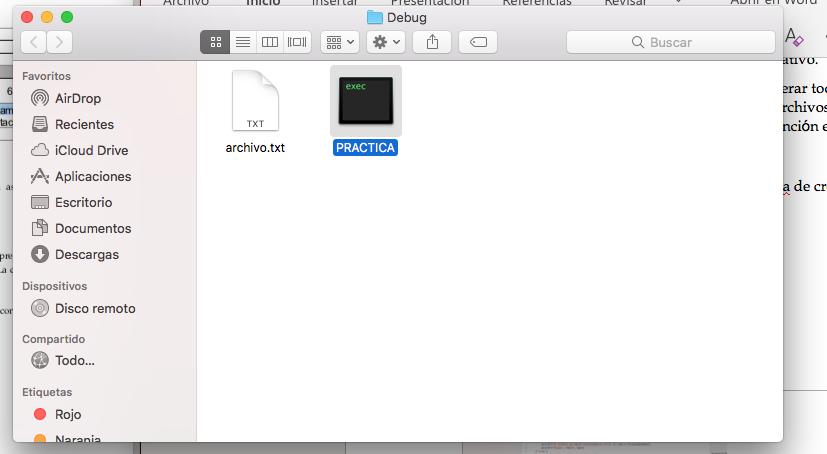 Archivo Inicio Insertar Presentación Referencias Revisar Abrir en Word
Debug
Buscar
Favoritos
AirDrop
Recientes
iCloud Drive
Aplicaciones
Escritorio
Documentos
Descargas
Dispositivos
Disco remoto
Compartido
Todo...
Etiquetas
Rojo
Naranja
TXT
archivo.txt
exec
PRACTICA
ativo.
erar to
rchivos
nción e
a de cr